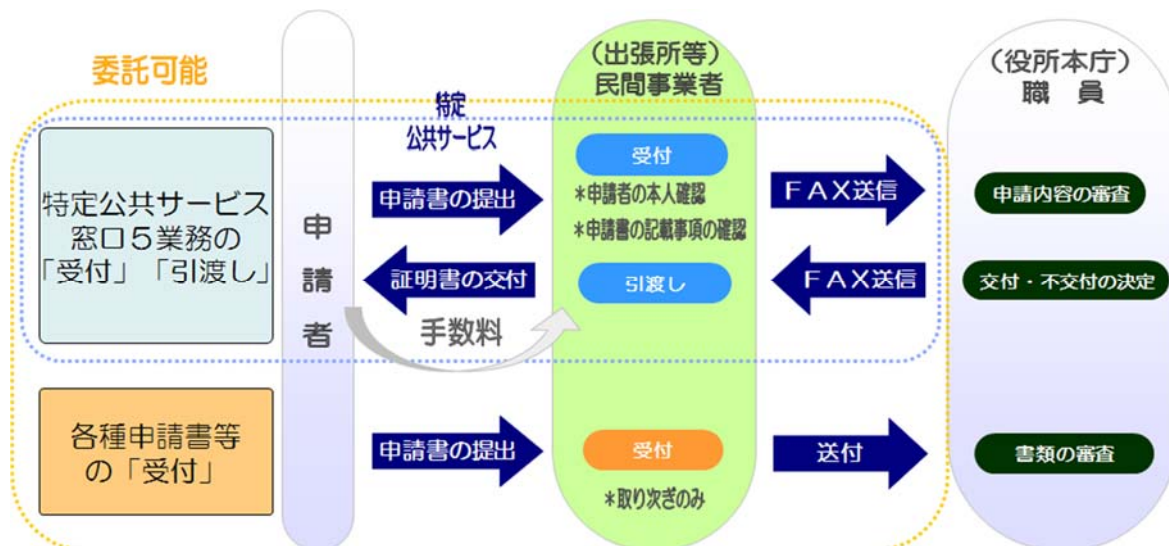 委託可能
特定公共サービス
窓口5業務の
「受付」「引渡し」
各種申請書等
の「受付」
申請者
特定
公共サービス
申請書の提出
証明書の交付
手数料
申請書の提出
(出張所等)
民間事業者
受付
*申請者の本人確認
*申請書の記載事項の確認
引渡し
受付
*取り次ぎのみ
FAX送信
FAX送信
送付
(役所本庁)
職 員
申請内容の審査
交付・不交付の決定
書類の審査